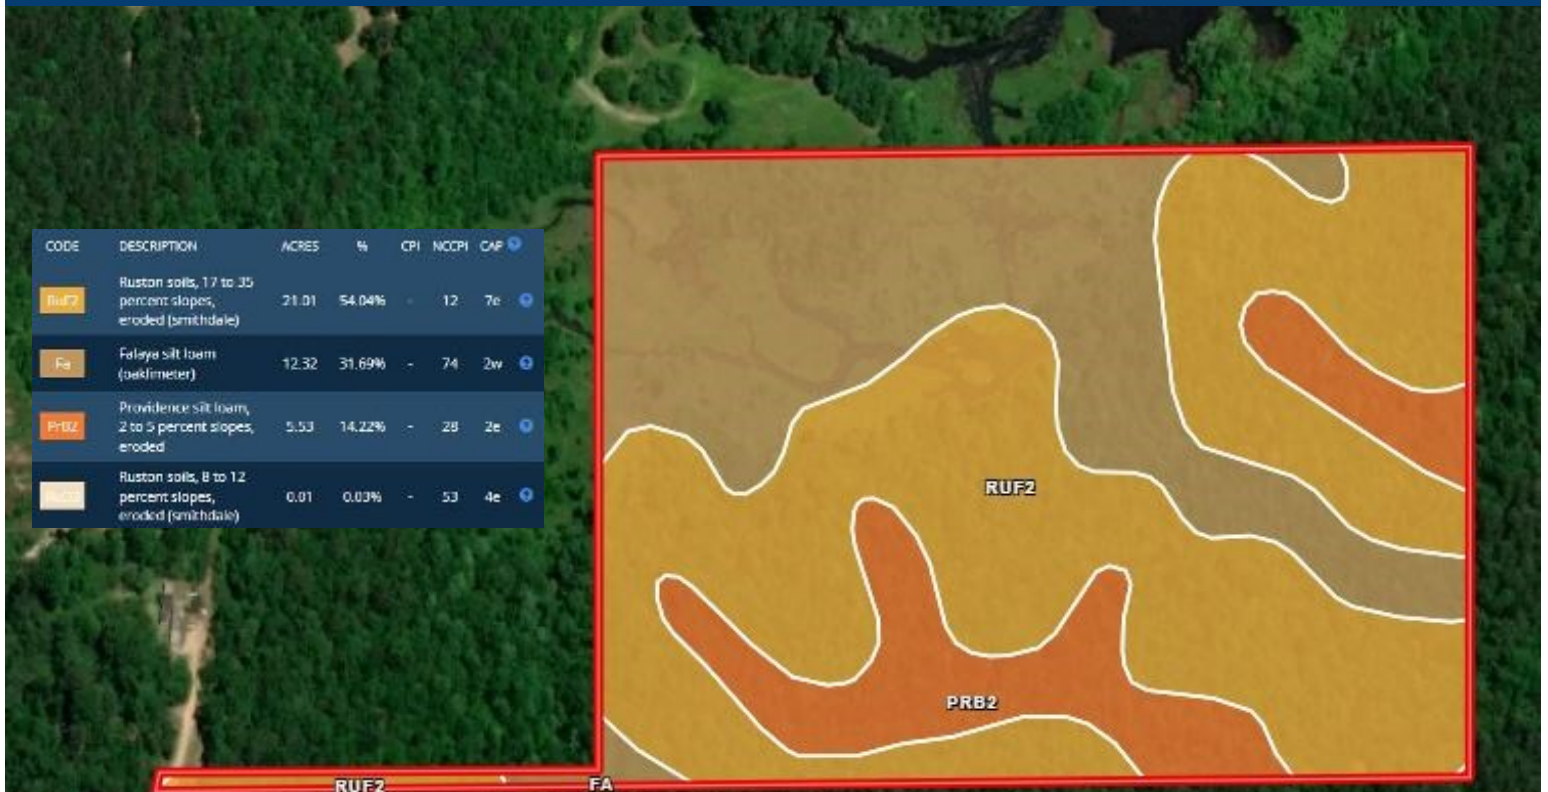 CODE DESCRIPTION ACRES % CPI NCCPI CAP
RuF2
Ruston soils, 17 to 35
percent slopes,
eroded (smithdale)
21.01 54.04% - 12 7e
Fa
Falaya silt loam
(oaklimeter)
12.32 31.69% - 74 2w
PrB2
Providence silt loam,
2 to 5 percent slopes,
eroded
5.53 14.22% - 28 2e
Ruston soils, 8 to 12
percent slopes,
eroded (smithdale)
0.01 0.03% - 53 4e
RUF2
PRB2
RUF2
FA